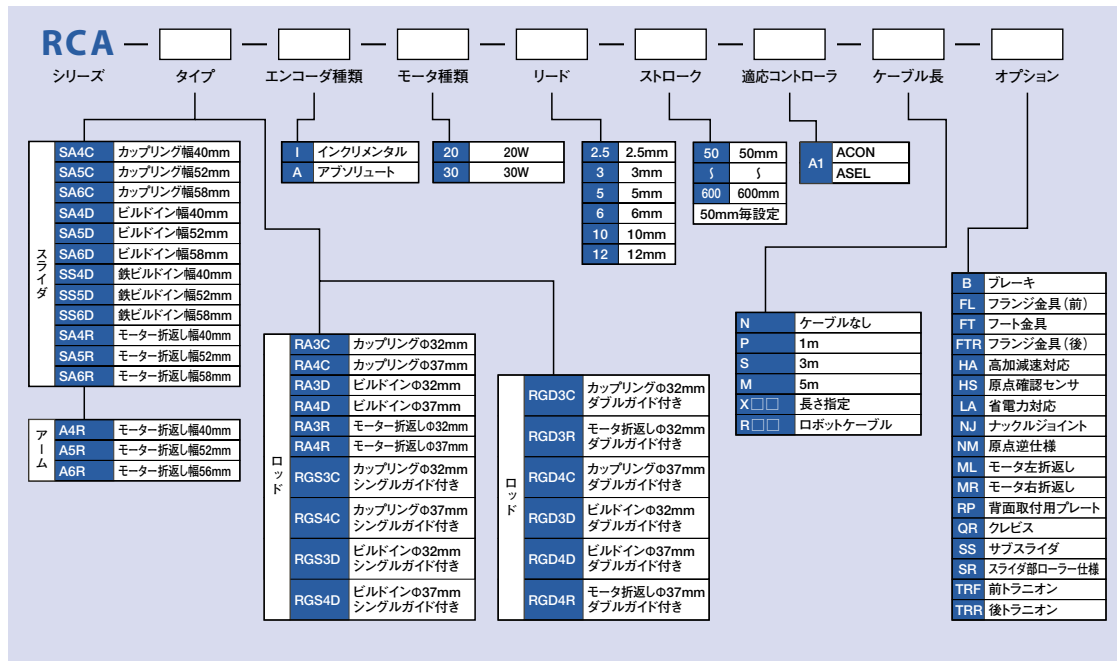 RCA
シリーズ
タイプ
エンコーダ種類
モータ種類
リード
ストローク
適応コントローラ
ケーブル長
オプション
スライダ
SA4C カップリング幅40mm
SA5C カップリング幅52mm
SA6C カップリング幅58mm
SA4D ビルドイン幅40mm
SA5D ビルドイン幅52mm
SA6D ビルドイン幅58mm
SS4D 鉄ビルドイン幅40mm
SS5D 鉄ビルドイン幅52mm
SS6D 鉄ビルドイン幅58mm
SA4R モーター折返し幅40mm
SA5R モーター折返し幅52mm
SA6R モーター折返し幅58mm
アーム
A4R モーター折返し幅40mm
A5R モーター折返し幅52mm
A6R モーター折返し幅56mm
ロッド
RA3C カップリングΦ32mm
RA4C カップリングΦ37mm
RA3D ビルドインΦ32mm
RA4D ビルドインΦ37mm
RA3R モーター折返しΦ32mm
RA4R モーター折返しΦ37mm
RGS3C カップリングΦ32mm
シングルガイド付き
RGS4C カップリングΦ37mm
シングルガイド付き
RGS3D ビルドインΦ32mm
シングルガイド付き
RGS4D ビルドインΦ37mm
シングルガイド付き
ロッド
RGD3C カップリングΦ32mm
ダブルガイド付き
RGD3R モータ折返しΦ32mm
ダブルガイド付き
RGD4C カップリングΦ37mm
ダブルガイド付き
RGD3D ビルドインΦ32mm
ダブルガイド付き
RGD4D ビルドインΦ37mm
ダブルガイド付き
RGD4R モータ折返しΦ37mm
ダブルガイド付き
I インクリメンタル
A アブソリュート
20 20W
30 30W
2.5 2.5mm
3 3mm
5 5mm
6 6mm
10 10mm
12 12mm
50 50mm
〜 〜
600 600mm
50mm毎設定
A1 ACON
ASEL
N ケーブルなし
P 1m
S 3m
M 5m
X□□ 長さ指定
R□□ ロボットケーブル
B ブレーキ
FL フランジ金具(前)
FT フート金具
FTR フランジ金具(後)
HA 高加減速対応
HS 原点確認センサ
LA 省電力対応
NJ ナックルジョイント
NM 原点逆仕様
ML モータ左折返し
MR モータ右折返し
RP 背面取付用プレート
QR クレビス
SS サブスライダ
SR スライダ部ローラー仕様
TRF 前トラニオン
TRR 後トラニオン